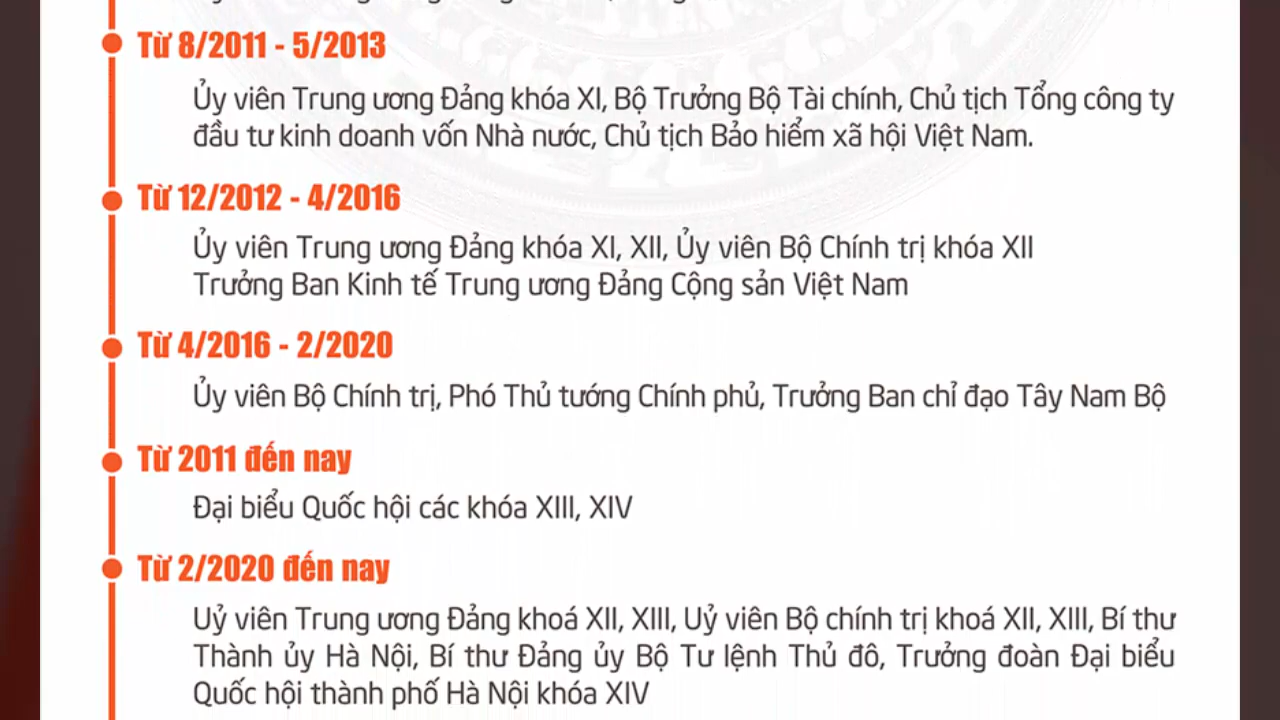 Từ 8/2011 - 5/2013
Ủy viên Trung ương Đảng khóa XI, Bộ Trưởng Bộ Tài chính, Chủ tịch Tổng công ty
đầu tư kinh doanh vốn Nhà nước, Chủ tịch Bảo hiểm xã hội Việt Nam.
Từ 12/2012 - 4/2016
Ủy viên Trung ương Đảng khóa XI, XII, Ủy viên Bộ Chính trị khóa XII
Trưởng Ban Kinh tế Trung ương Đảng Cộng sản Việt Nam
Từ 4/2016 - 2/2020
Ủy viên Bộ Chính trị, Phó Thủ tướng Chính phủ, Trưởng Ban chỉ đạo Tây Nam Bộ
Từ 2011 đến nay
Đại biểu Quốc hội các khóa XIII, XIV
Từ 2/2020 đến nay
Uỷ viên Trung ương Đảng khoá XII, XIII, Uỷ viên Bộ chính trị khoá XII, XIII, Bí thư
Thành ủy Hà Nội, Bí thư Đảng ủy Bộ Tư lệnh Thủ đô, Trưởng đoàn Đại biểu
Quốc hội thành phố Hà Nội khóa XIV